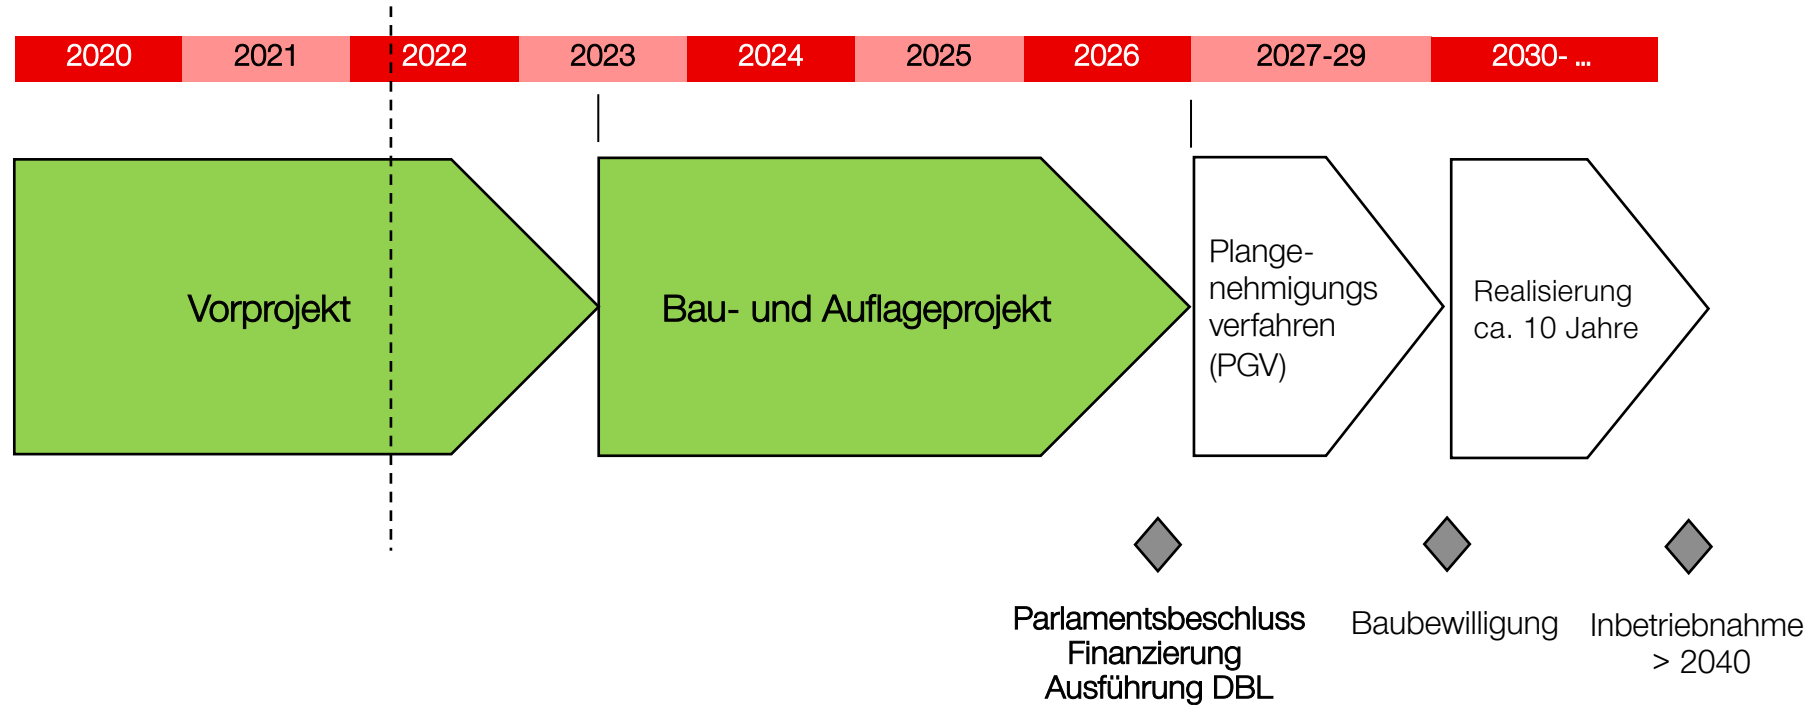 2020 2021 2022 2023 2024 2025 2026 2027-29 2030- ...
Vorprojekt
Bau- und Auflageprojekt
Plange-
nehmigungs
verfahren
(PGV)
Realisierung
ca. 10 Jahre
Parlamentsbeschluss
Finanzierung
Ausführung DBL
Baubewilligung
Inbetriebnahme
> 2040